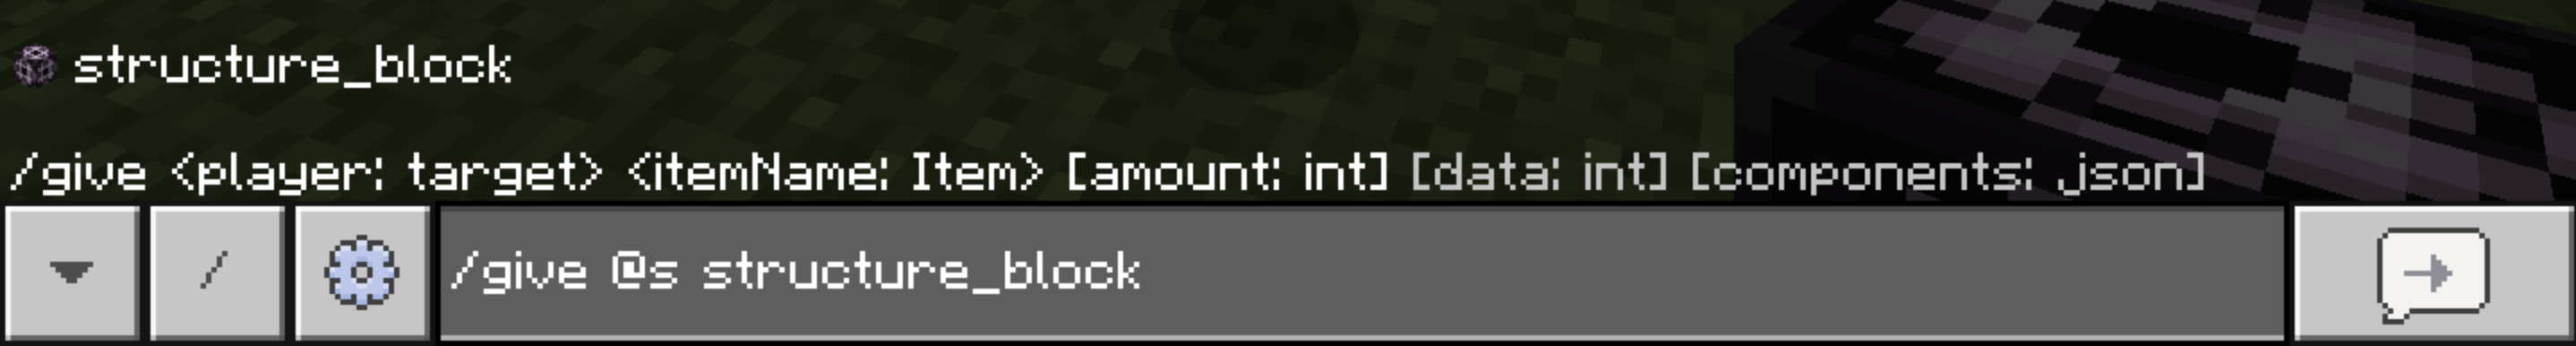 structure_block
/give <player: target> <itemName: Item> [amount: int] [data: int] [components: json]
/
/give @s structure_block